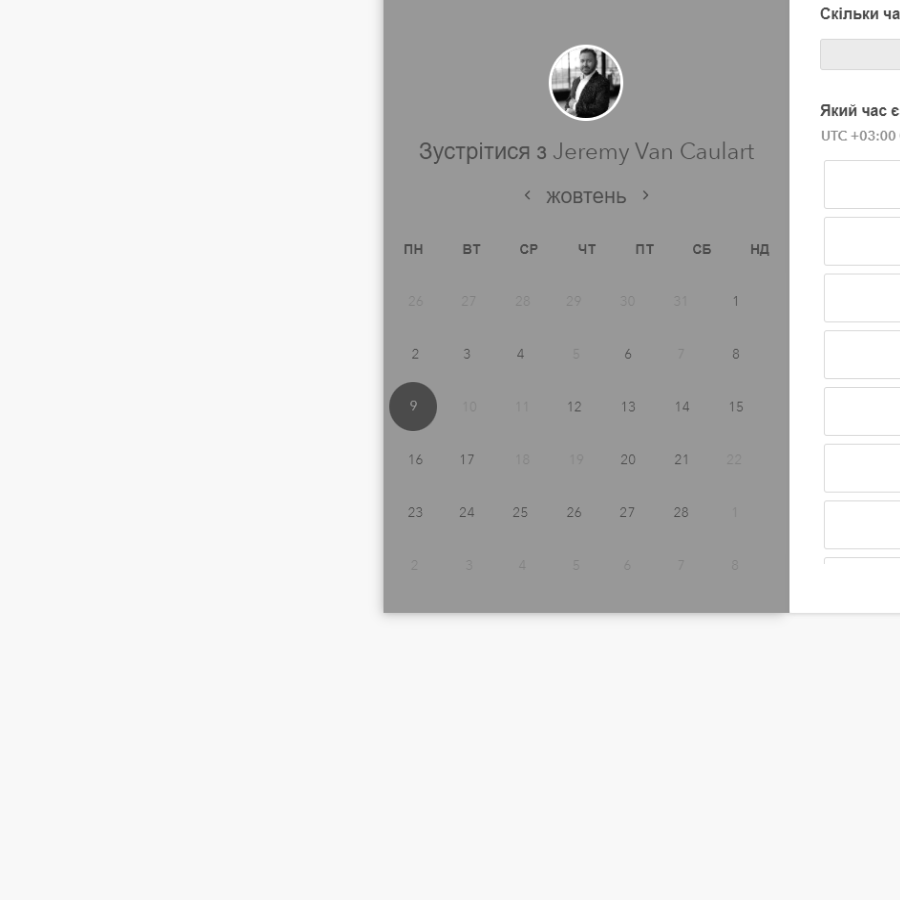 Скільки ча
Який час є
UTC +03:00
Зустрітися з Jeremy Van Caulart
жовтень
ПН ВТ СР ЧТ ПТ СБ НД
26 27 28 29 30 31 1
2 3 4 5 6 7 8
9 10 11 12 13 14 15
16 17 18 19 20 21 22
23 24 25 26 27 28 1
2 3 4 5 6 7 8